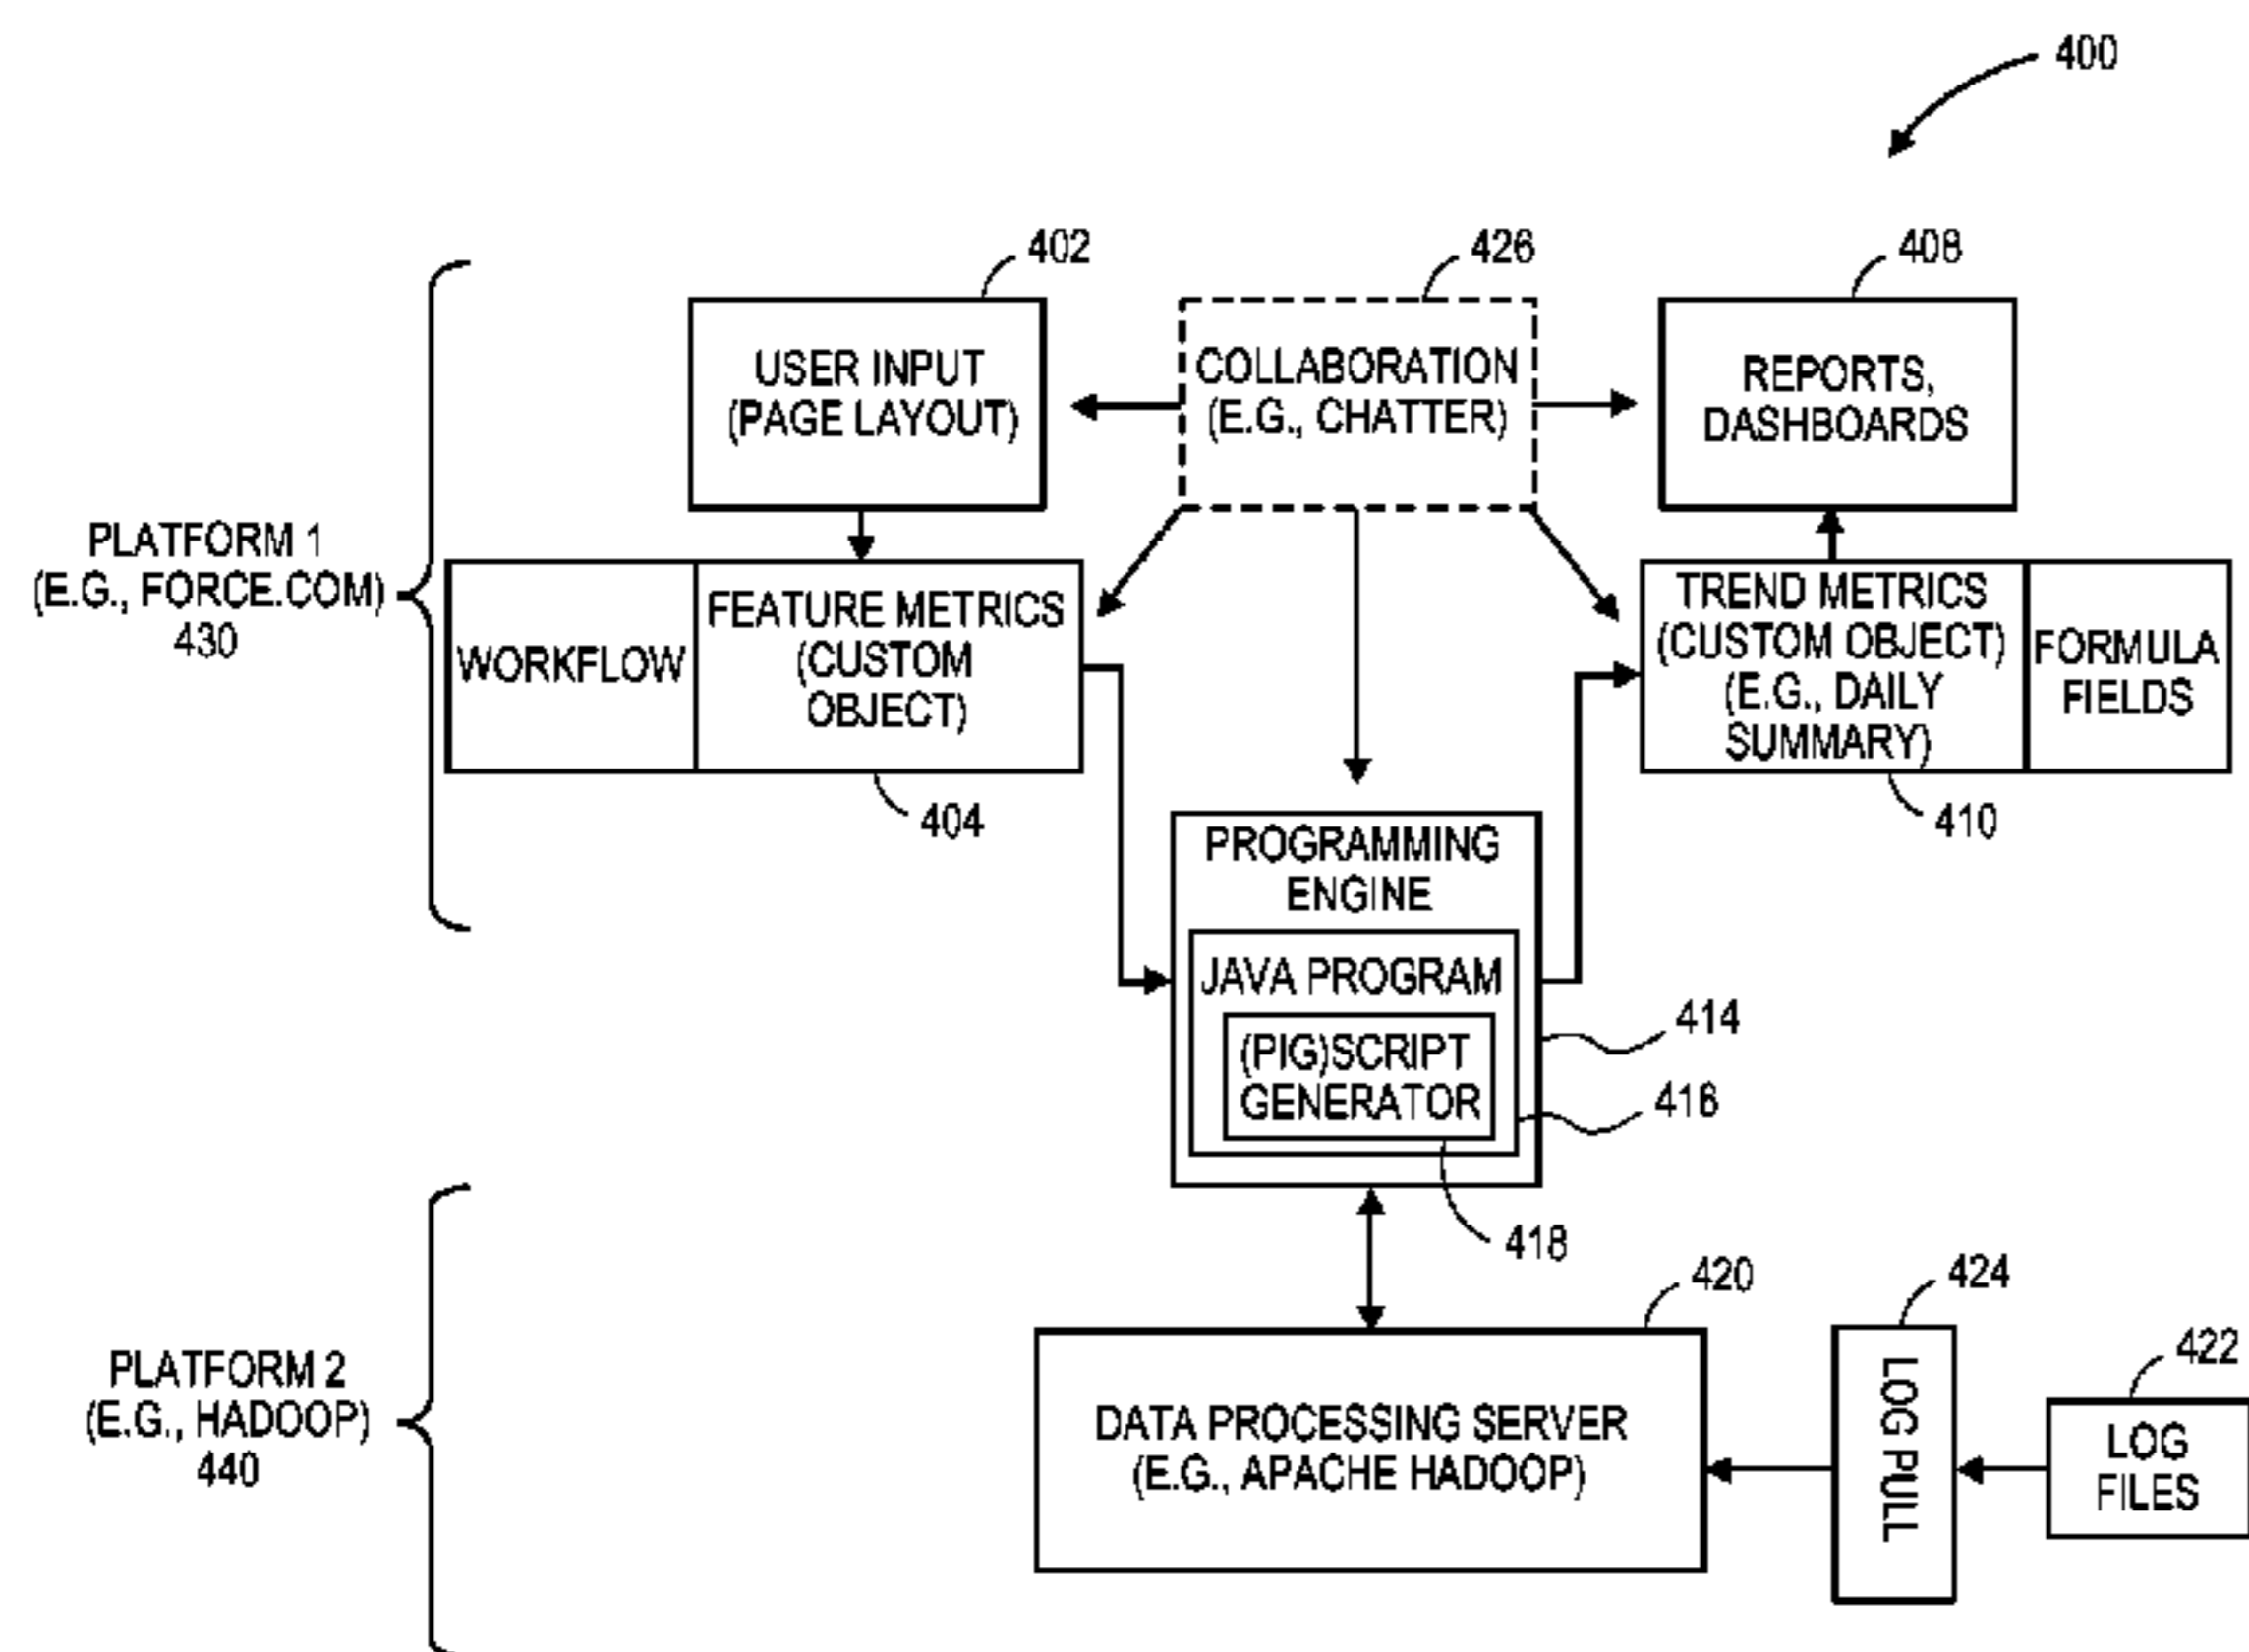 400
402
426
408
USER INPUT
(PAGE LAYOUT)
COLLABORATION
(E.G., CHATTER)
REPORTS,
DASHBOARDS
PLATFORM 1
(E.G., FORCE.COM)
430
WORKFLOW
FEATURE METRICS
(CUSTOM
OBJECT)
404
TREND METRICS
(CUSTOM OBJECT)
(E.G., DAILY
SUMMARY)
FORMULA
FIELDS
410
PROGRAMMING
ENGINE
JAVA PROGRAM
(PIG)SCRIPT
GENERATOR
414
416
418
420
424
422
PLATFORM 2
(E.G., HADOOP)
440
DATA PROCESSING SERVER
(E.G., APACHE HADOOP)
LOG PULL
LOG
FILES